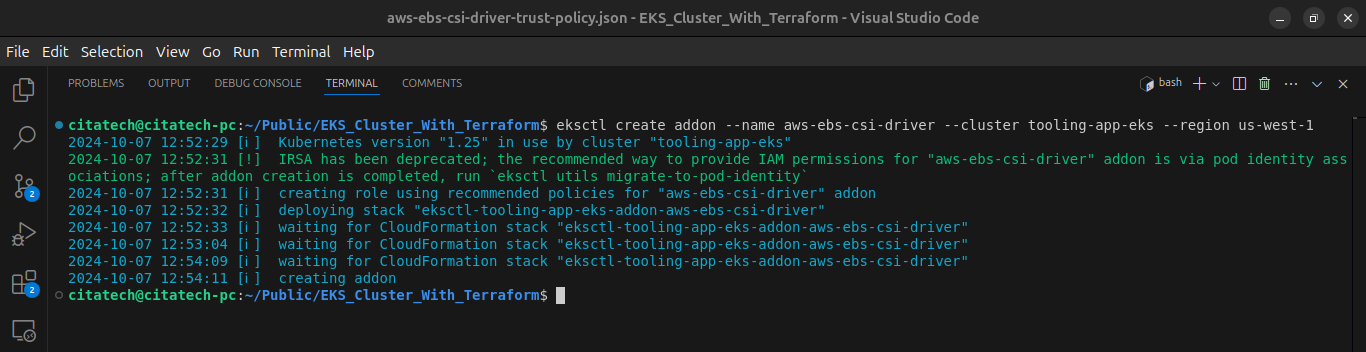 aws-ebs-csi-driver-trust-policy.json - EKS_Cluster_With_Terraform - Visual Studio Code
File Edit Selection View Go Run Terminal Help
PROBLEMS OUTPUT DEBUG CONSOLE TERMINAL COMMENTS bash
citatech@citatech-pc:~/Public/EKS_Cluster_With_Terraform$ eksctl create addon --name aws-ebs-csi-driver --cluster tooling-app-eks --region us-west-1
2024-10-07 12:52:29 [ℹ]  Kubernetes version "1.25" in use by cluster "tooling-app-eks"
2024-10-07 12:52:31 [!]  IRSA has been deprecated; the recommended way to provide IAM permissions for "aws-ebs-csi-driver" addon is via pod identity ass
ociations; after addon creation is completed, run `eksctl utils migrate-to-pod-identity`
2024-10-07 12:52:31 [ℹ]  creating role using recommended policies for "aws-ebs-csi-driver" addon
2024-10-07 12:52:32 [ℹ]  deploying stack "eksctl-tooling-app-eks-addon-aws-ebs-csi-driver"
2024-10-07 12:52:33 [ℹ]  waiting for CloudFormation stack "eksctl-tooling-app-eks-addon-aws-ebs-csi-driver"
2024-10-07 12:53:04 [ℹ]  waiting for CloudFormation stack "eksctl-tooling-app-eks-addon-aws-ebs-csi-driver"
2024-10-07 12:54:09 [ℹ]  waiting for CloudFormation stack "eksctl-tooling-app-eks-addon-aws-ebs-csi-driver"
2024-10-07 12:54:11 [ℹ]  creating addon
citatech@citatech-pc:~/Public/EKS_Cluster_With_Terraform$
2
2